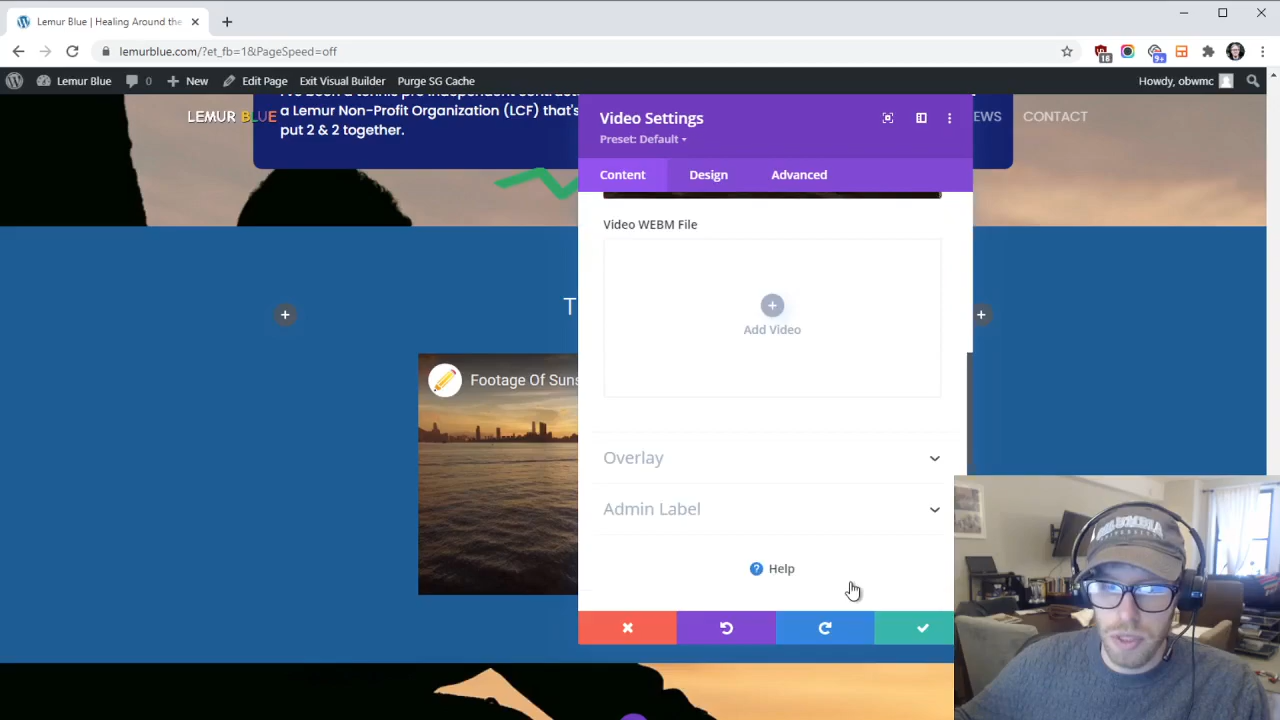 Lemur Blue | Healing Around the
lemurblue.com/?et_fb=1&PageSpeed=off
18
9+
Lemur Blue
0
New
Edit Page
Exit Visual Builder
Purge SG Cache
Howdy, obwmc
a Lemur Non-Profit Organization (LCF) that's
put 2 & 2 together.
LEMUR BLUE
EWS
CONTACT
Video Settings
Preset: Default
Content
Design
Advanced
Video WEBM File
Add Video
T
Footage Of Suns
Overlay
Admin Label
? Help